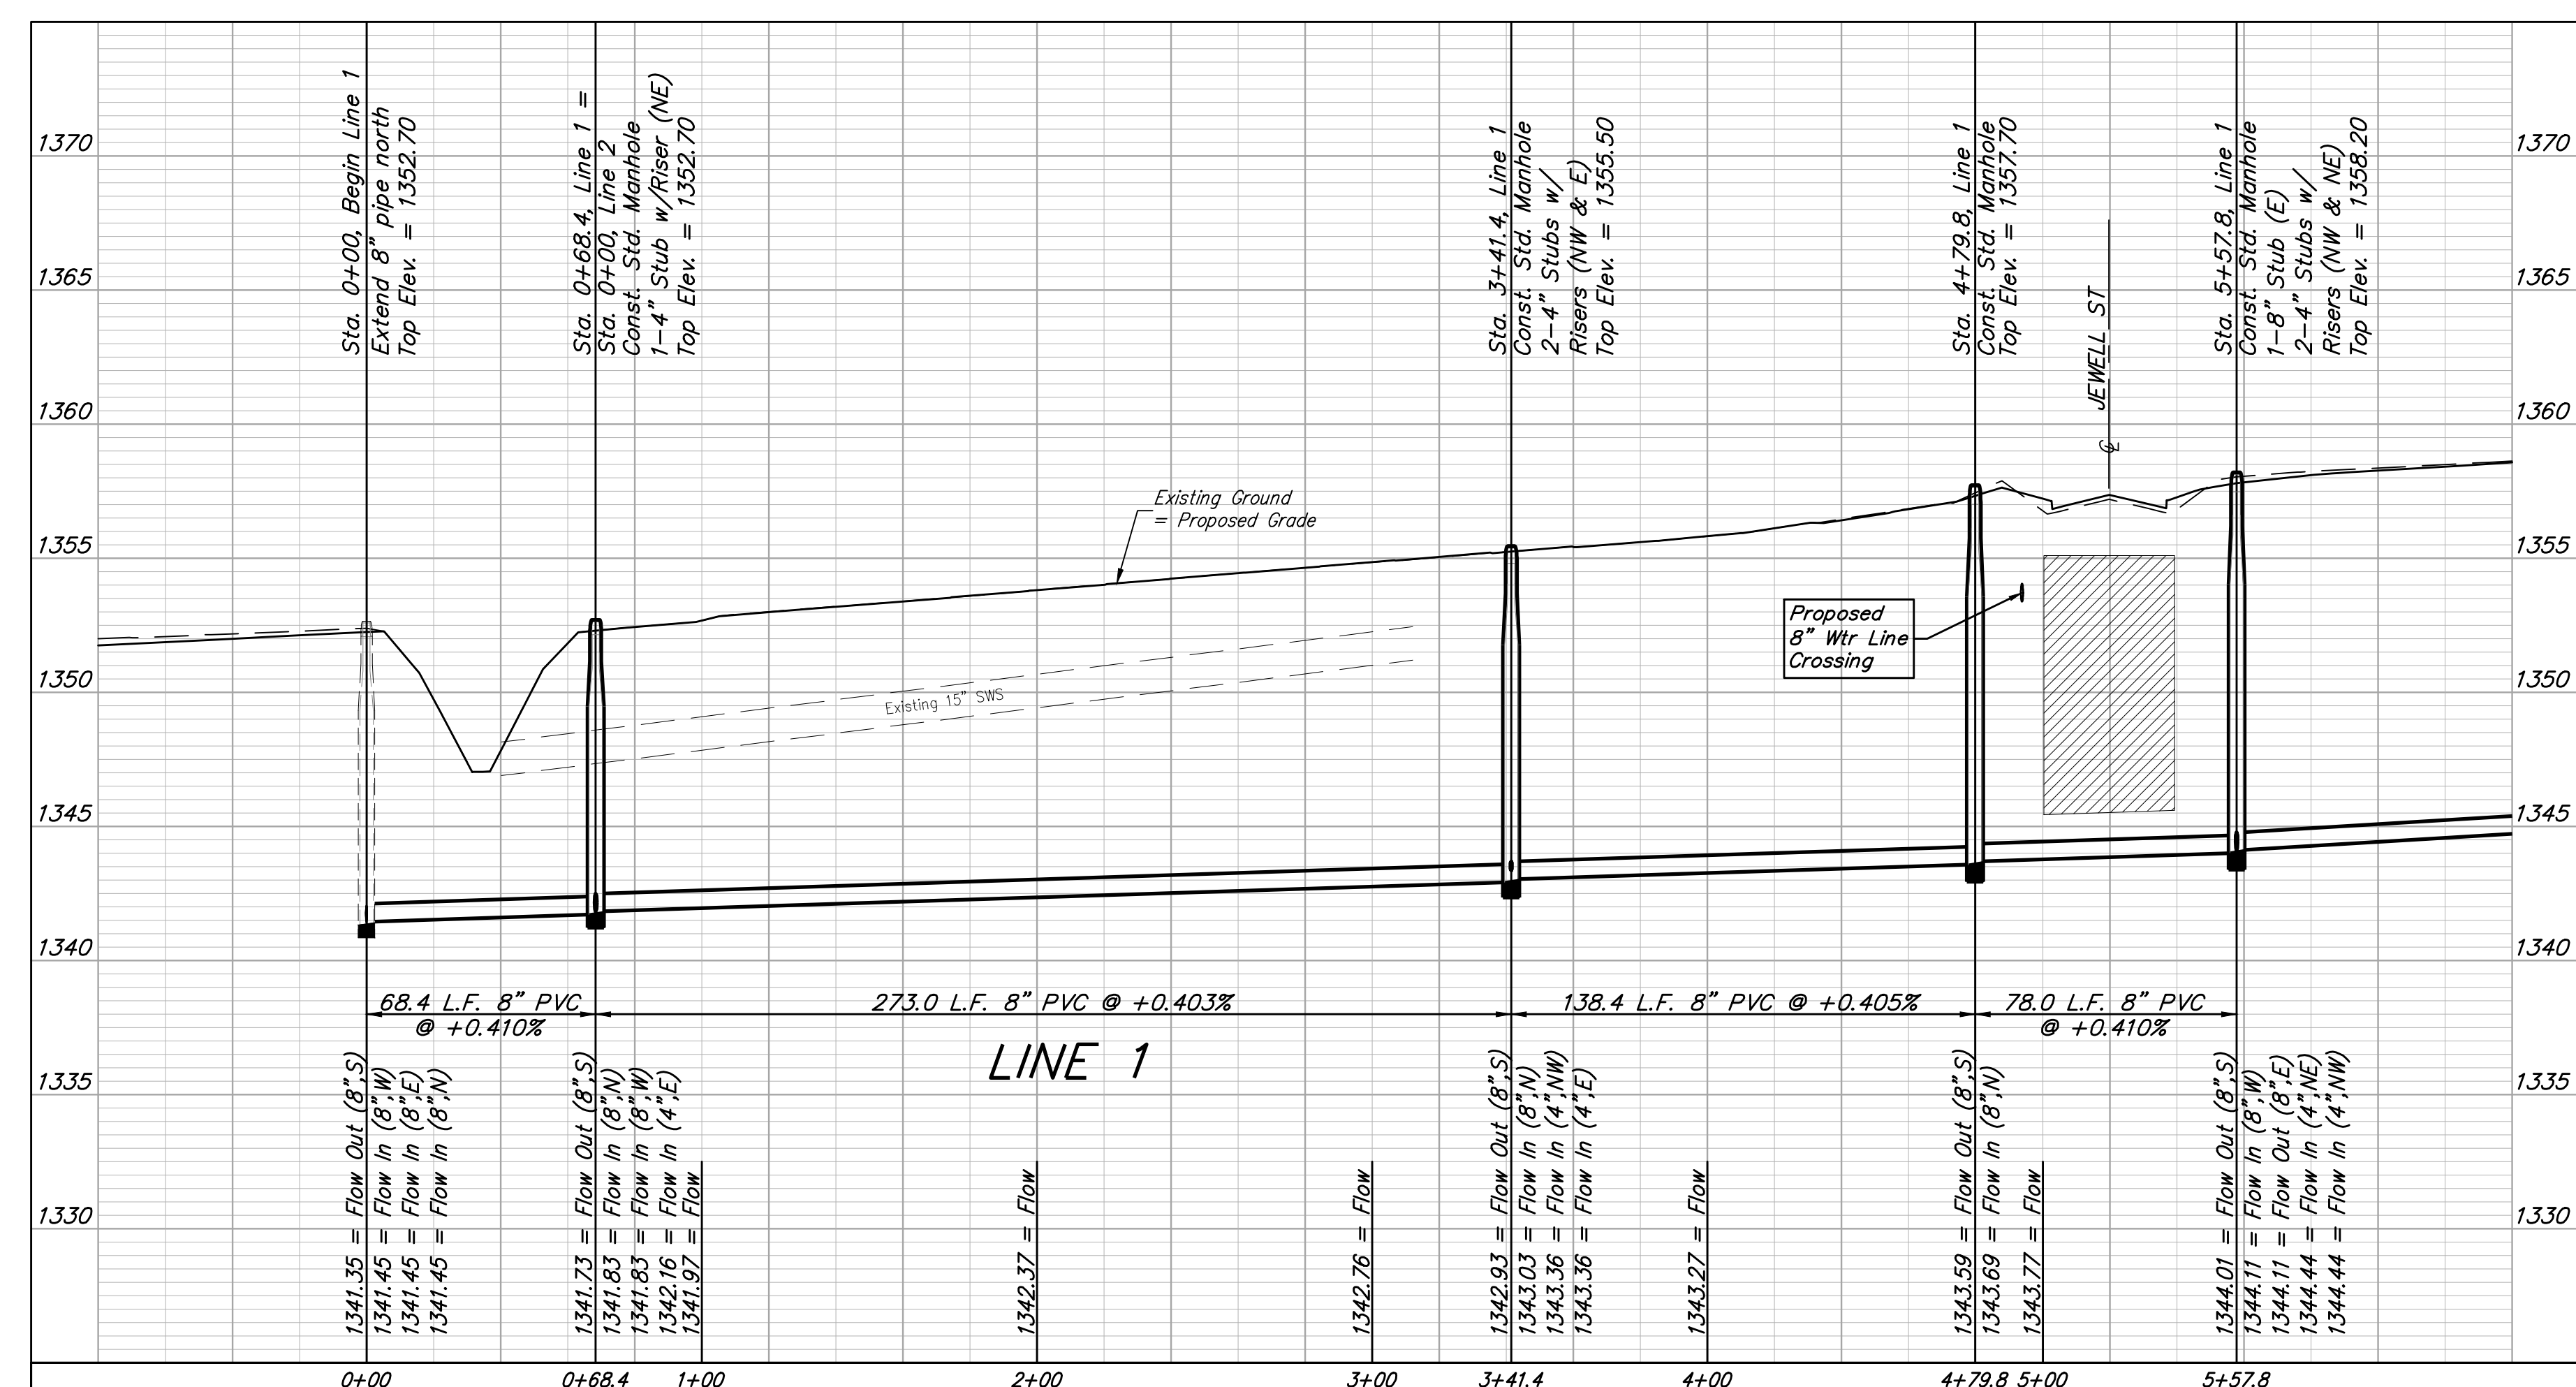 Sta. 0+00, Begin Line 1
Extend 8" pipe north
Top Elev. = 1352.70
Sta. 0+68.4, Line 1 =
Sta. 0+00, Line 2
Const. Std. Manhole
1-4" Stub w/Riser (NE)
Top Elev. = 1352.70
Sta. 3+41.4, Line 1
Const. Std. Manhole
2-4" Stubs w/
Risers (NW & E)
Top Elev. = 1355.50
Sta. 4+79.8, Line 1
Const. Std. Manhole
Top Elev. = 1357.70
JEWELL ST
Sta. 5+57.8, Line 1
Const. Std. Manhole
1-8" Stub (E)
2-4" Stubs w/
Risers (NW & NE)
Top Elev. = 1358.20
1370 1370
1365 1365
1360 1360
1355 1355
1350 1350
1345 1345
1340 1340
1335 1335
1330 1330
Existing Ground
= Proposed Grade
Existing 15" SWS
Proposed
8" Wtr Line
Crossing
68.4 L.F. 8" PVC
@ +0.410%
273.0 L.F. 8" PVC @ +0.403%
138.4 L.F. 8" PVC @ +0.405%
78.0 L.F. 8" PVC
@ +0.410%
LINE 1
1341.35 = Flow Out (8",S)
1341.45 = Flow In (8",W)
1341.45 = Flow In (8",E)
1341.45 = Flow In (8",N)
1341.73 = Flow Out (8",S)
1341.83 = Flow In (8",N)
1341.83 = Flow In (8",W)
1342.16 = Flow In (4",E)
1341.97 = Flow
1342.37 = Flow
1342.76 = Flow
1342.93 = Flow Out (8",S)
1343.03 = Flow In (8",N)
1343.36 = Flow In (4",NW)
1343.36 = Flow In (4",E)
1343.27 = Flow
1343.59 = Flow Out (8",S)
1343.69 = Flow In (8",N)
1343.77 = Flow
1344.01 = Flow Out (8",S)
1344.11 = Flow In (8",W)
1344.11 = Flow Out (8",E)
1344.44 = Flow In (4",NE)
1344.44 = Flow In (4",NW)
0+00 0+68.4 1+00 2+00 3+00 3+41.4 4+00 4+79.8 5+00 5+57.8